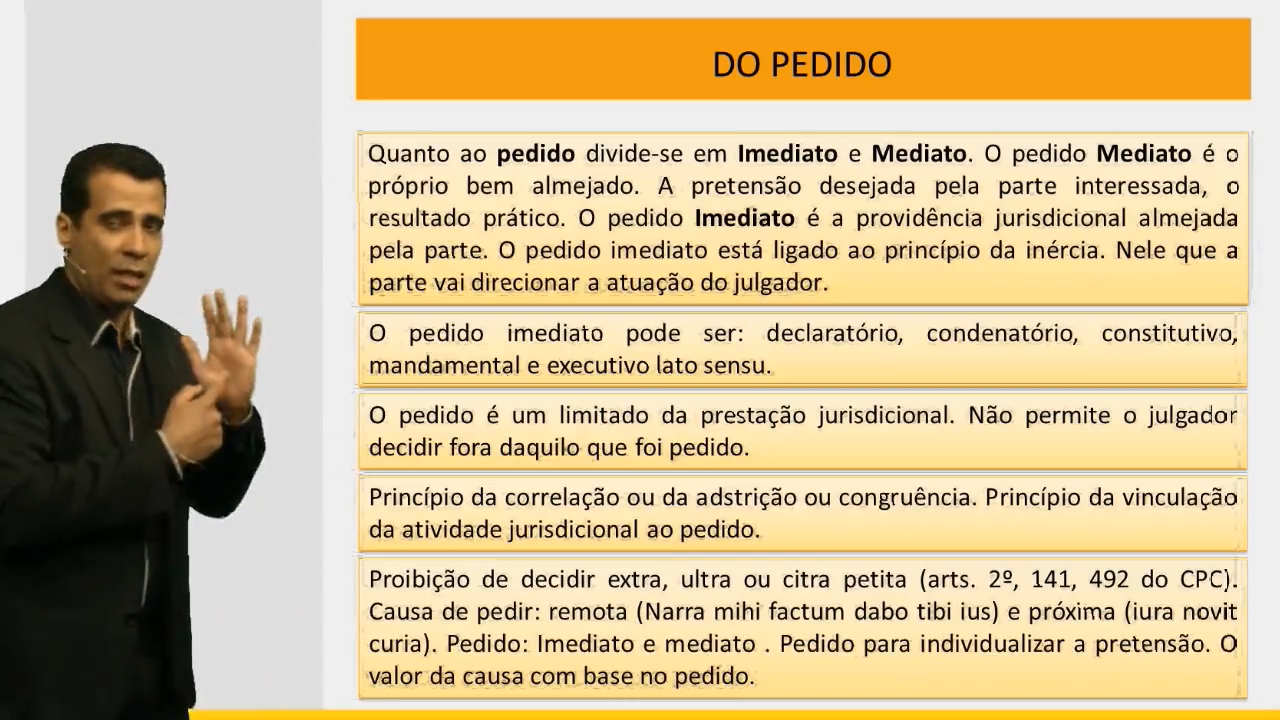 DO PEDIDO
Quanto ao pedido divide-se em Imediato e Mediato. O pedido Mediato é o
próprio bem almejado. A pretensão desejada pela parte interessada, o
resultado prático. O pedido Imediato é a providência jurisdicional almejada
pela parte. O pedido imediato está ligado ao princípio da inércia. Nele que a
parte vai direcionar a atuação do julgador.
O pedido imediato pode ser: declaratório, condenatório, constitutivo,
mandamental e executivo lato sensu.
O pedido é um limitado da prestação jurisdicional. Não permite o julgador
decidir fora daquilo que foi pedido.
Princípio da correlação ou da adstrição ou congruência. Princípio da vinculação
da atividade jurisdicional ao pedido.
Proibição de decidir extra, ultra ou citra petita (arts. 2º, 141, 492 do CPC).
Causa de pedir: remota (Narra mihi factum dabo tibi ius) e próxima (iura novit
curia). Pedido: Imediato e mediato . Pedido para individualizar a pretensão. O
valor da causa com base no pedido.